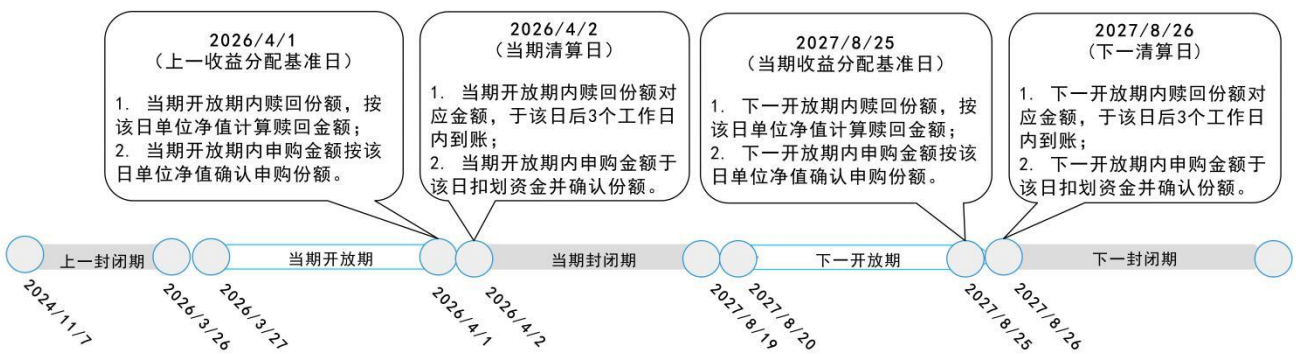 2026/4/1
（上一收益分配基准日）
1. 当期开放期内赎回份额，按
该日单位净值计算赎回金额；
2. 当期开放期内申购金额按该
日单位净值确认申购份额。
2026/4/2
（当期清算日）
1. 当期开放期内赎回份额对
应金额，于该日后3个工作日
内到账；
2. 当期开放期内申购金额于
该日扣划资金并确认份额。
2027/8/25
（当期收益分配基准日）
1. 下一开放期内赎回份额，按
该日单位净值计算赎回金额；
2. 下一开放期内申购金额按该
日单位净值确认申购份额。
2027/8/26
（下一清算日）
1. 下一开放期内赎回份额对
应金额，于该日后3个工作日
内到账；
2. 下一开放期内申购金额于
该日扣划资金并确认份额。
上一封闭期
当期开放期
当期封闭期
下一开放期
下一封闭期
2024/11/7
2026/3/26
2026/3/27
2026/4/1
2026/4/2
2027/8/19
2027/8/20
2027/8/25
2027/8/26